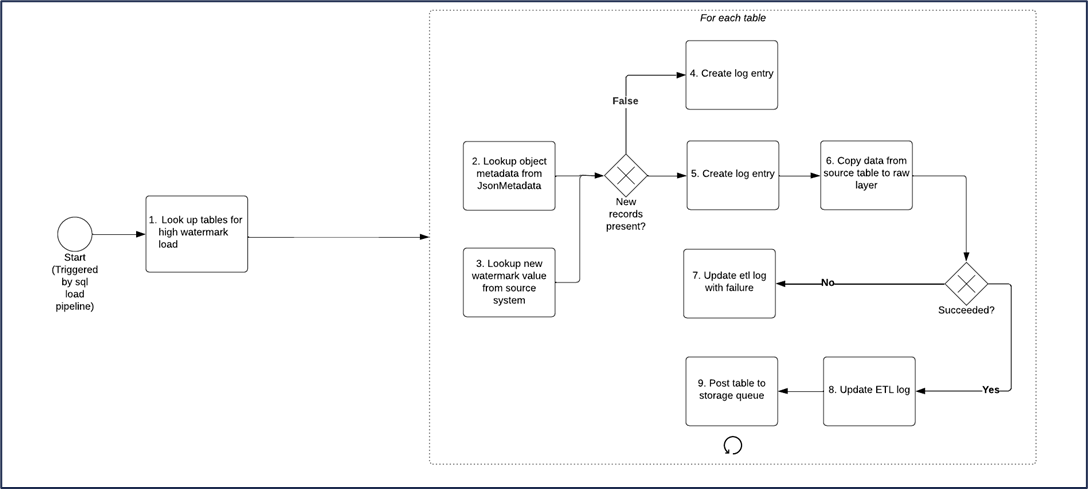 For each table
4. Create log entry
False
2. Lookup object
metadata from
JsonMetadata
5. Create log entry
6. Copy data from
source table to raw
layer
New
records
present?
1. Look up tables for
high watermark
load
Start
(Triggered
by sql
load
pipeline)
3. Lookup new
watermark value
from source
system
7. Update etl log
with failure
No
Succeeded?
9. Post table to
storage queue
8. Update ETL log
Yes